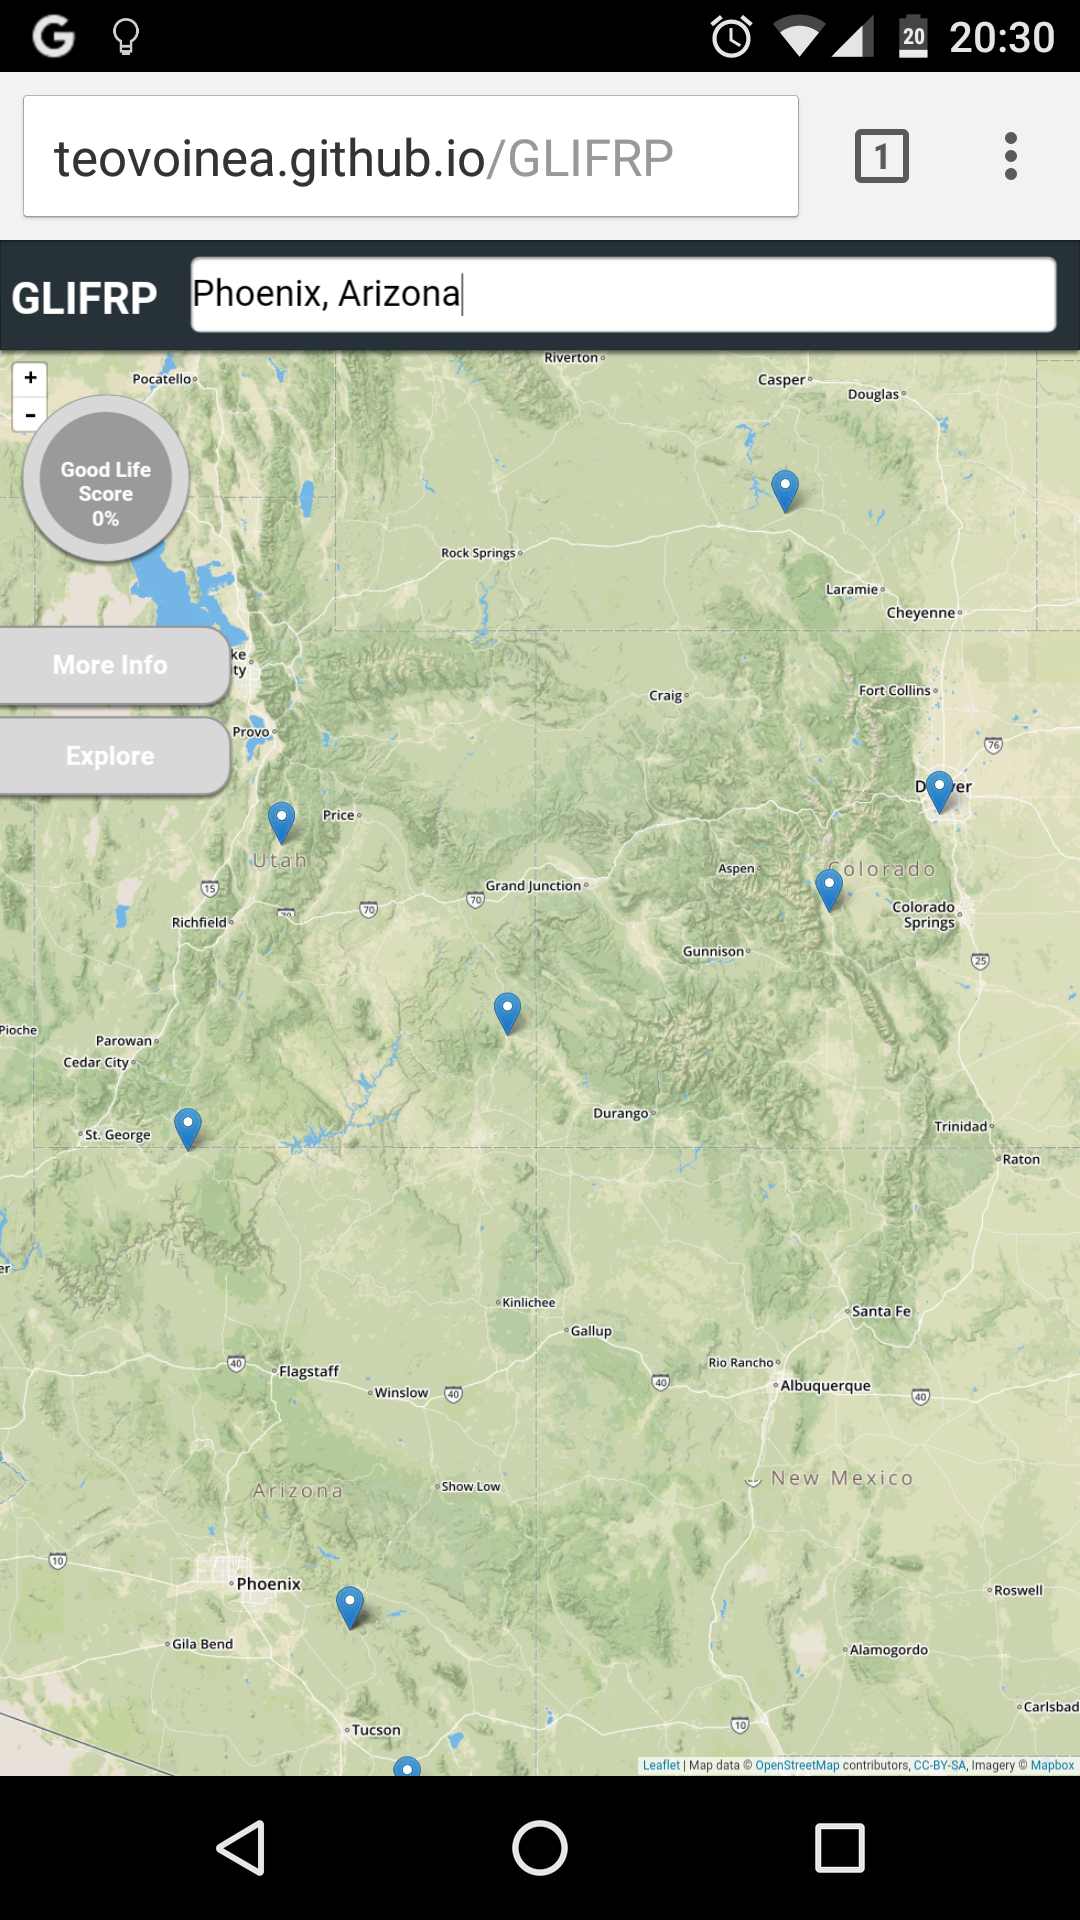 G
20
20:30
teovoinea.github.io/GLIFRP
1
GLIFRP
Phoenix, Arizona
+
-
Good Life
Score
0%
More Info
Explore
Riverton
Pocatello
Casper
Douglas
Rock Springs
Laramie
Cheyenne
ke
ty
Craig
Fort Collins
Provo
76
D ver
Price
Utah
Aspen
Colorado
15
Grand Junction
70
70
70
Richfield
Colorado
Springs
Gunnison
25
Pioche
Parowan
Cedar City
Durango
St. George
Trinidad
Raton
er
Kinlichee
Santa Fe
Gallup
40
Flagstaff
Rio Rancho
Winslow
40
40
Albuquerque
40
Arizona
Show Low
New Mexico
10
Phoenix
Roswell
Gila Bend
Alamogordo
Carlsbad
Tucson
10
Leaflet | Map data © OpenStreetMap contributors, CC-BY-SA, Imagery © Mapbox